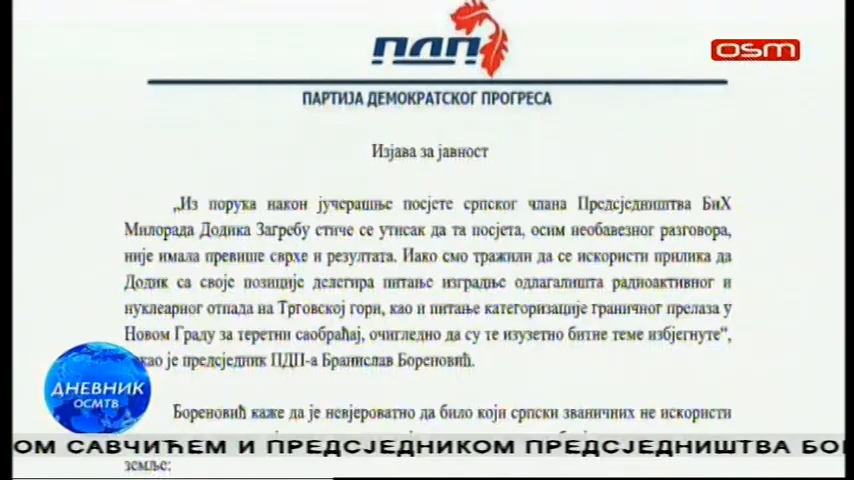 ПДП
osm
ПАРТИЈА ДЕМОКРАТСКОГ ПРОГРЕСА
Изјава за јавност
„Из порука након јучерашње посјете српског члана Предсједништва БиХ
Милорада Додика Загребу стиче се утисак да та посјета, осим необавезног разговора,
није имала превише сврхе и резултата. Иако смо тражили да се искористи прилика да
Додик са своје позиције делегира питање изградње одлагалишта радиоактивног и
нуклеарног отпада на Трговској гори, као и питање категоризације граничног прелаза у
Новом Граду за теретни саобраћај, очигледно да су те изузетно битне теме избјегнуте“,
као је предсједник ПДП-а Бранислав Бореновић.
ДНЕВНИК
ОСМТВ
Бореновић каже да је невјероватно да било који српски званичних не искористи
ОМ САВЧИЋЕМ И ПРЕДСЈЕДНИКОМ ПРЕДСЈЕДНИШТВА БО
земље;